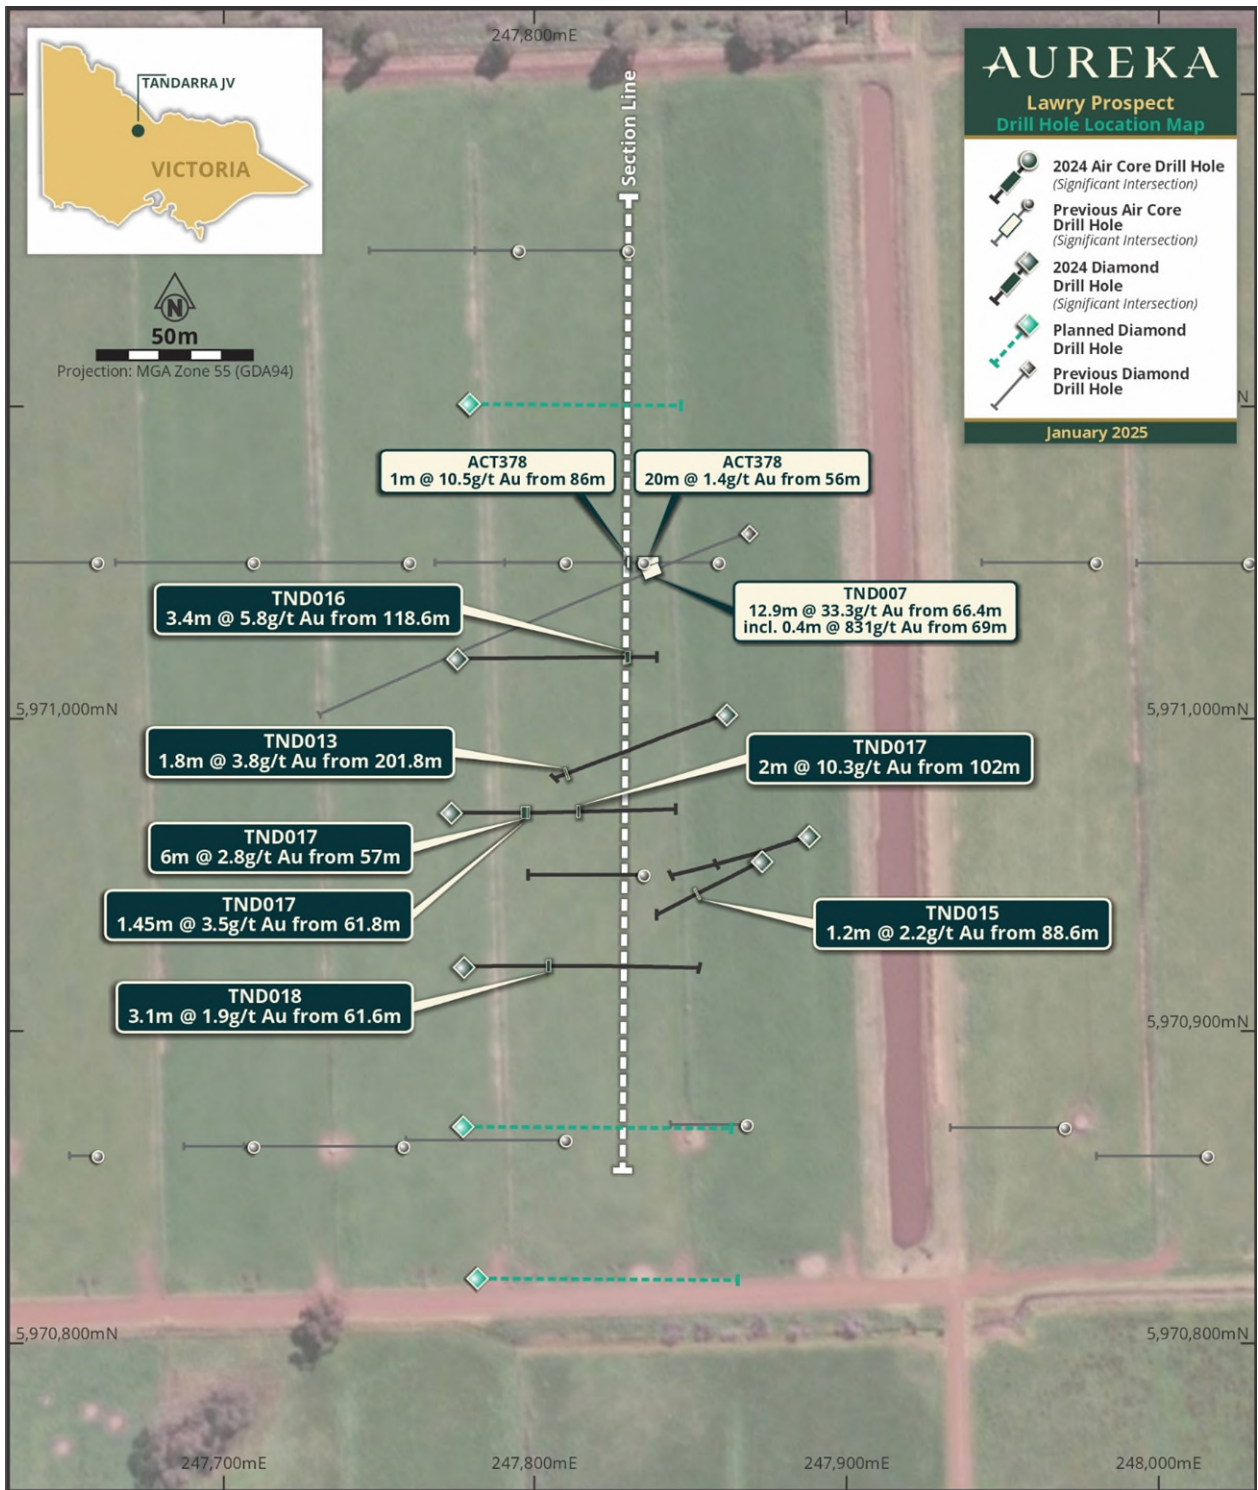 247,800mE
TANDARRA JV
VICTORIA
N
50m
Projection: MGA Zone 55 (GDA94)
Section Line
AUREKA
Lawry Prospect
Drill Hole Location Map
2024 Air Core Drill Hole
(Significant Intersection)
Previous Air Core
Drill Hole
(Significant Intersection)
2024 Diamond
Drill Hole
(Significant Intersection)
Planned Diamond
Drill Hole
Previous Diamond
Drill Hole
January 2025
N
ACT378
1m @ 10.5g/t Au from 86m
ACT378
20m @ 1.4g/t Au from 56m
TND016
3.4m @ 5.8g/t Au from 118.6m
TND007
12.9m @ 33.3g/t Au from 66.4m
incl. 0.4m @ 831g/t Au from 69m
5,971,000mN
5,971,000mN
TND013
1.8m @ 3.8g/t Au from 201.8m
TND017
2m @ 10.3g/t Au from 102m
TND017
6m @ 2.8g/t Au from 57m
TND017
1.45m @ 3.5g/t Au from 61.8m
TND015
1.2m @ 2.2g/t Au from 88.6m
TND018
3.1m @ 1.9g/t Au from 61.6m
5,970,900mN
5,970,800mN
5,970,800mN
247,700mE
247,800mE
247,900mE
248,000mE